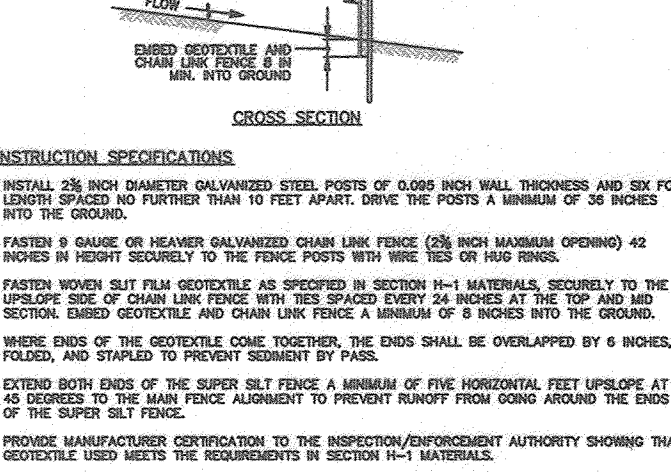 FLOW
EMBED GEOTEXTILE AND
CHAIN LINK FENCE 8 IN
MIN. INTO GROUND
CROSS SECTION
NSTRUCTION SPECIFICATIONS
INSTALL 2⅜ INCH DIAMETER GALVANIZED STEEL POSTS OF 0.095 INCH WALL THICKNESS AND SIX FO
LENGTH SPACED NO FURTHER THAN 10 FEET APART. DRIVE THE POSTS A MINIMUM OF 36 INCHES
INTO THE GROUND.
FASTEN 9 GAUGE OR HEAVIER GALVANIZED CHAIN LINK FENCE (2⅜ INCH MAXIMUM OPENING) 42
INCHES IN HEIGHT SECURELY TO THE FENCE POSTS WITH WIRE TIES OR HUG RINGS.
FASTEN WOVEN SLIT FILM GEOTEXTILE AS SPECIFIED IN SECTION H-1 MATERIALS, SECURELY TO THE
UPSLOPE SIDE OF CHAIN LINK FENCE WITH TIES SPACED EVERY 24 INCHES AT THE TOP AND MID
SECTION. EMBED GEOTEXTILE AND CHAIN LINK FENCE A MINIMUM OF 8 INCHES INTO THE GROUND.
WHERE ENDS OF THE GEOTEXTILE COME TOGETHER, THE ENDS SHALL BE OVERLAPPED BY 6 INCHES,
FOLDED, AND STAPLED TO PREVENT SEDIMENT BY PASS.
EXTEND BOTH ENDS OF THE SUPER SILT FENCE A MINIMUM OF FIVE HORIZONTAL FEET UPSLOPE AT
45 DEGREES TO THE MAIN FENCE ALIGNMENT TO PREVENT RUNOFF FROM GOING AROUND THE ENDS
OF THE SUPER SILT FENCE.
PROVIDE MANUFACTURER CERTIFICATION TO THE INSPECTION/ENFORCEMENT AUTHORITY SHOWING THA
GEOTEXTILE USED MEETS THE REQUIREMENTS IN SECTION H-1 MATERIALS.